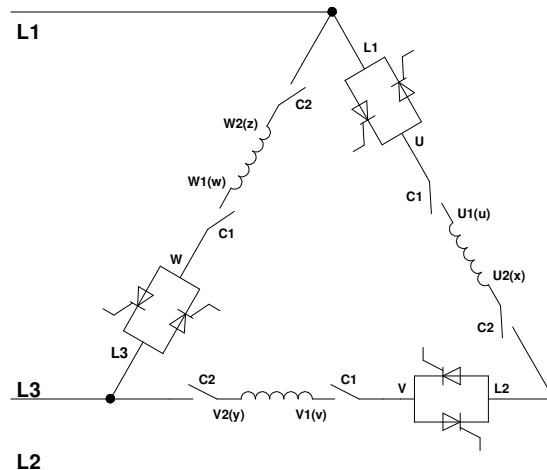 L1
L1
C2
W2(z)
U
W1(w)
C1
U1(u)
C1
W
U2(x)
C2
L3
L3
C2
C1
V
L2
V2(y)
V1(v)
L2